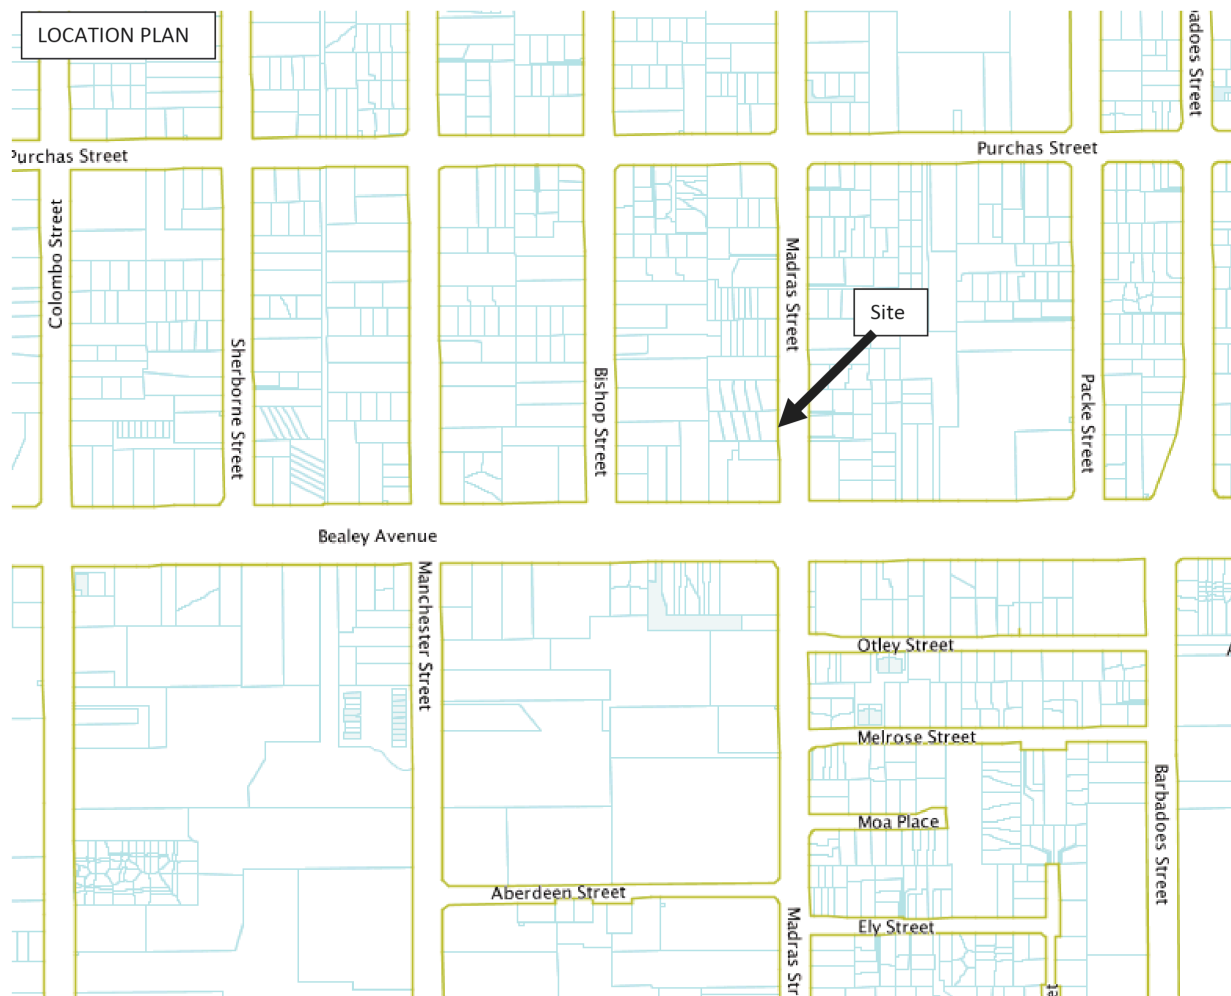 LOCATION PLAN
adoes Street
Purchas Street
Purchas Street
Colombo Street
Madras Street
Site
Sherborne Street
Bishop Street
Packe Street
Bealey Avenue
Manchester Street
Otley Street
Melrose Street
Barbadoes Street
Moa Place
Aberdeen Street
Madras Str
Ely Street